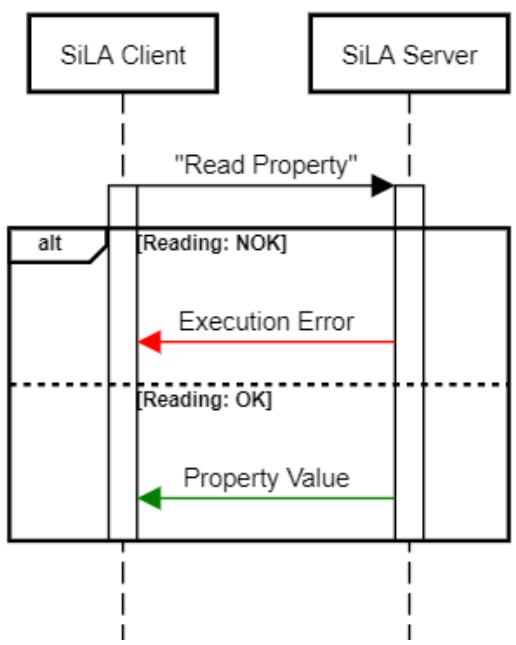 SiLA Client
SiLA Server
"Read Property"
alt
[Reading: NOK]
Execution Error
[Reading: OK]
Property Value